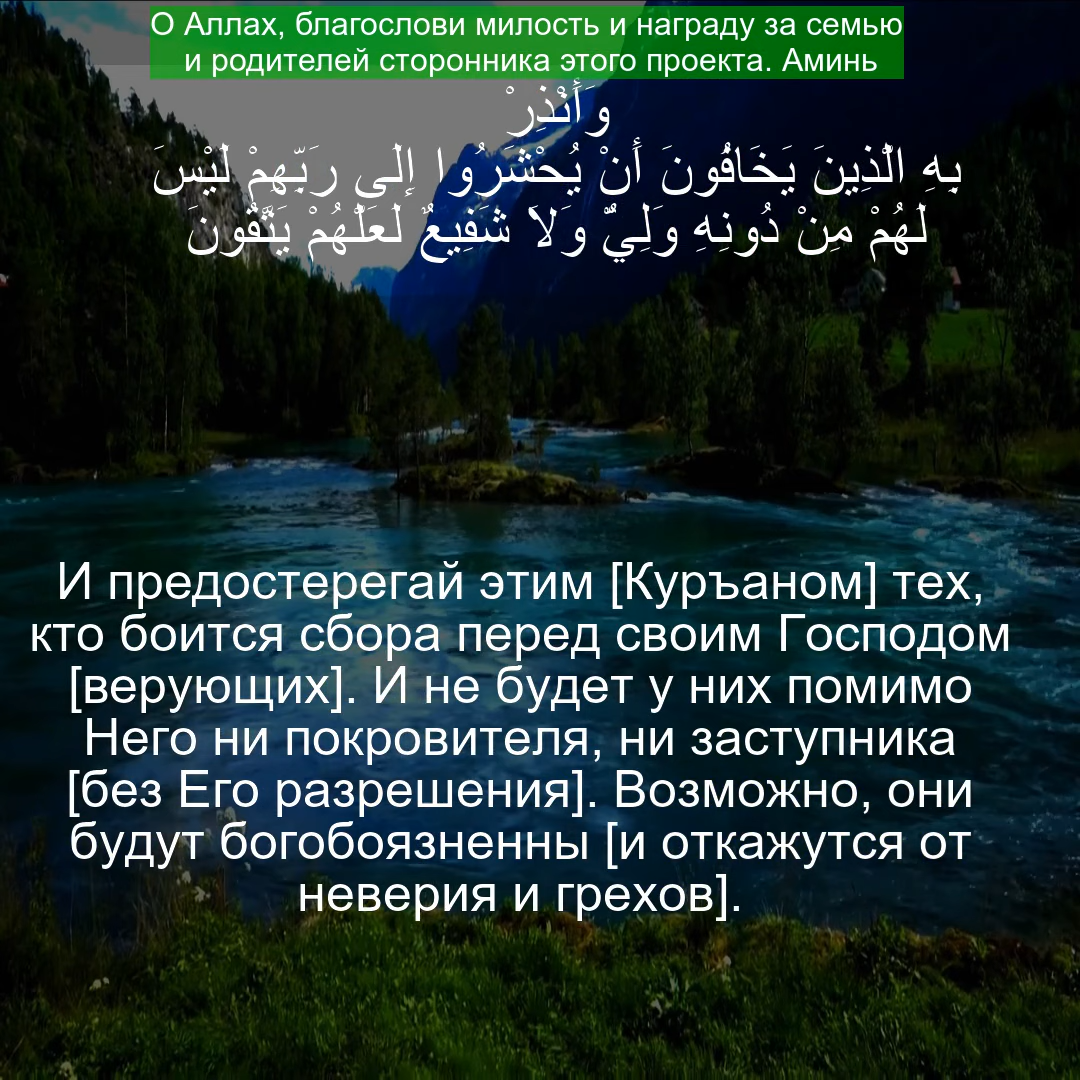 О Аллах, благослови милость и награду за семью
и родителей сторонника этого проекта. Аминь
وَأَنْذِرْ
بِهِ الَّذِينَ يَخَافُونَ أَنْ يُحْشَرُوا إِلَى رَبِّهِمْ لَيْسَ
لَهُمْ مِنْ دُونِهِ وَلِيٌّ وَلاَ شَفِيعٌ لَعَلَّهُمْ يَتَّقُونَ
И предостерегай этим [Куръаном] тех,
кто боится сбора перед своим Господом
[верующих]. И не будет у них помимо
Него ни покровителя, ни заступника
[без Его разрешения]. Возможно, они
будут богобоязненны [и откажутся от
неверия и грехов].